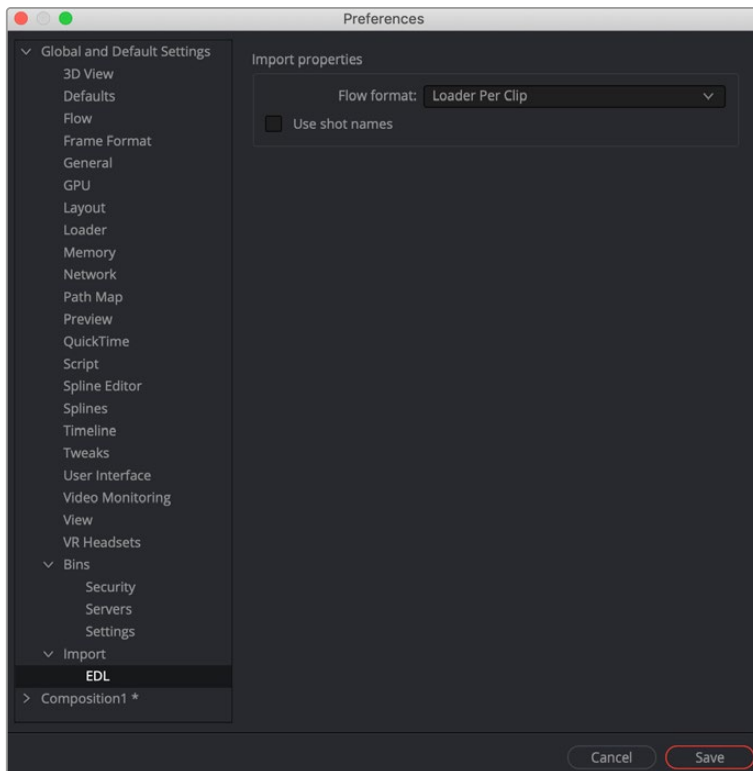 Preferences
Global and Default Settings
3D View
Defaults
Flow
Frame Format
General
GPU
Layout
Loader
Memory
Network
Path Map
Preview
QuickTime
Script
Spline Editor
Splines
Timeline
Tweaks
User Interface
Video Monitoring
View
VR Headsets
Bins
Security
Servers
Settings
Import
EDL
Composition1 *
Import properties
Flow format: Loader Per Clip
Use shot names
Cancel Save